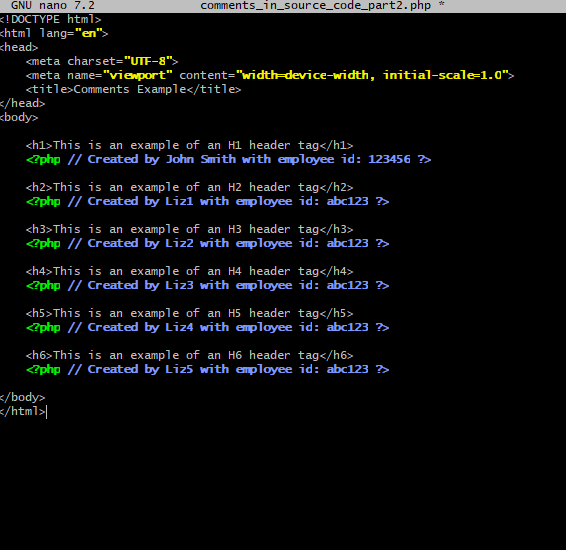 GNU nano 7.2 comments_in_source_code_part2.php *
<!DOCTYPE html>
<html lang="en">
<head>
    <meta charset="UTF-8">
    <meta name="viewport" content="width=device-width, initial-scale=1.0">
    <title>Comments Example</title>
</head>
<body>
    <h1>This is an example of an H1 header tag</h1>
    <?php // Created by John Smith with employee id: 123456 ?>
    <h2>This is an example of an H2 header tag</h2>
    <?php // Created by Liz1 with employee id: abc123 ?>
    <h3>This is an example of an H3 header tag</h3>
    <?php // Created by Liz2 with employee id: abc123 ?>
    <h4>This is an example of an H4 header tag</h4>
    <?php // Created by Liz3 with employee id: abc123 ?>
    <h5>This is an example of an H5 header tag</h5>
    <?php // Created by Liz4 with employee id: abc123 ?>
    <h6>This is an example of an H6 header tag</h6>
    <?php // Created by Liz5 with employee id: abc123 ?>
</body>
</html>